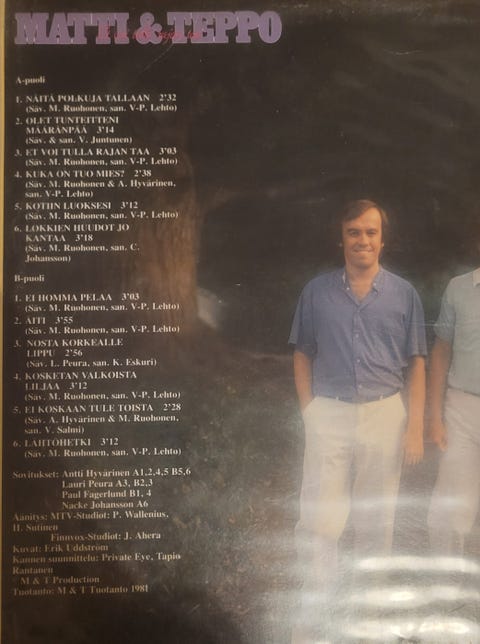 MATTI & TEPPO
A-puoli
1. NÄITÄ POLKUJA TALLAAN 2'32
(Säv. M. Ruohonen, san. V-P. Lehto)
2. OLET TUNTEITTENI
MÄÄRÄNPÄÄ 3'14
(Säv. & san. V. Juntunen)
3. ET VOI TULLA RAJAN TAA 3'03
(Säv. M. Ruohonen, san. V-P. Lehto)
4. KUKA ON TUO MIES? 2'38
(Säv. M. Ruohonen & A. Hyvärinen,
san. V-P. Lehto)
5. KOTIIN LUOKSESI 3'12
(Säv. M. Ruohonen, san. V-P. Lehto)
6. LOKKIEN HUUDOT JO
KANTAA 3'18
(Säv. M. Ruohonen, san. C.
Johansson)
B-puoli
1. EI HOMMA PELAA 3'03
(Säv. M. Ruohonen, san. V-P. Lehto)
2. ÄITI 3'55
(Säv. M. Ruohonen, san. V-P. Lehto)
3. NOSTA KORKEALLE
LIPPU 2'56
(Säv. L. Peura, san. K. Eskuri)
4. KOSKETAN VALKOISTA
LILJAA 3'12
(Säv. M. Ruohonen, san. V-P. Lehto)
5. EI KOSKAAN TULE TOISTA 2'28
(Säv. A. Hyvärinen & M. Ruohonen,
san. V. Salmi)
6. LÄHTÖHETKI 3'12
(Säv. M. Ruohonen, san. V-P. Lehto)
Sovitukset: Antti Hyvärinen A1,2,4,5 B5,6
Lauri Peura A3, B2,3
Paul Fagerlund B1, 4
Nacke Johansson A6
Äänitys: MTV-Studiot: P. Wallenius,
H. Sutinen
Finnvox-Studiot: J. Ahera
Kuvat: Erik Uddström
Kannen suunnittelu: Private Eye, Tapio
Rantanen
M & T Production
Tuotanto: M & T Tuotanto 1981